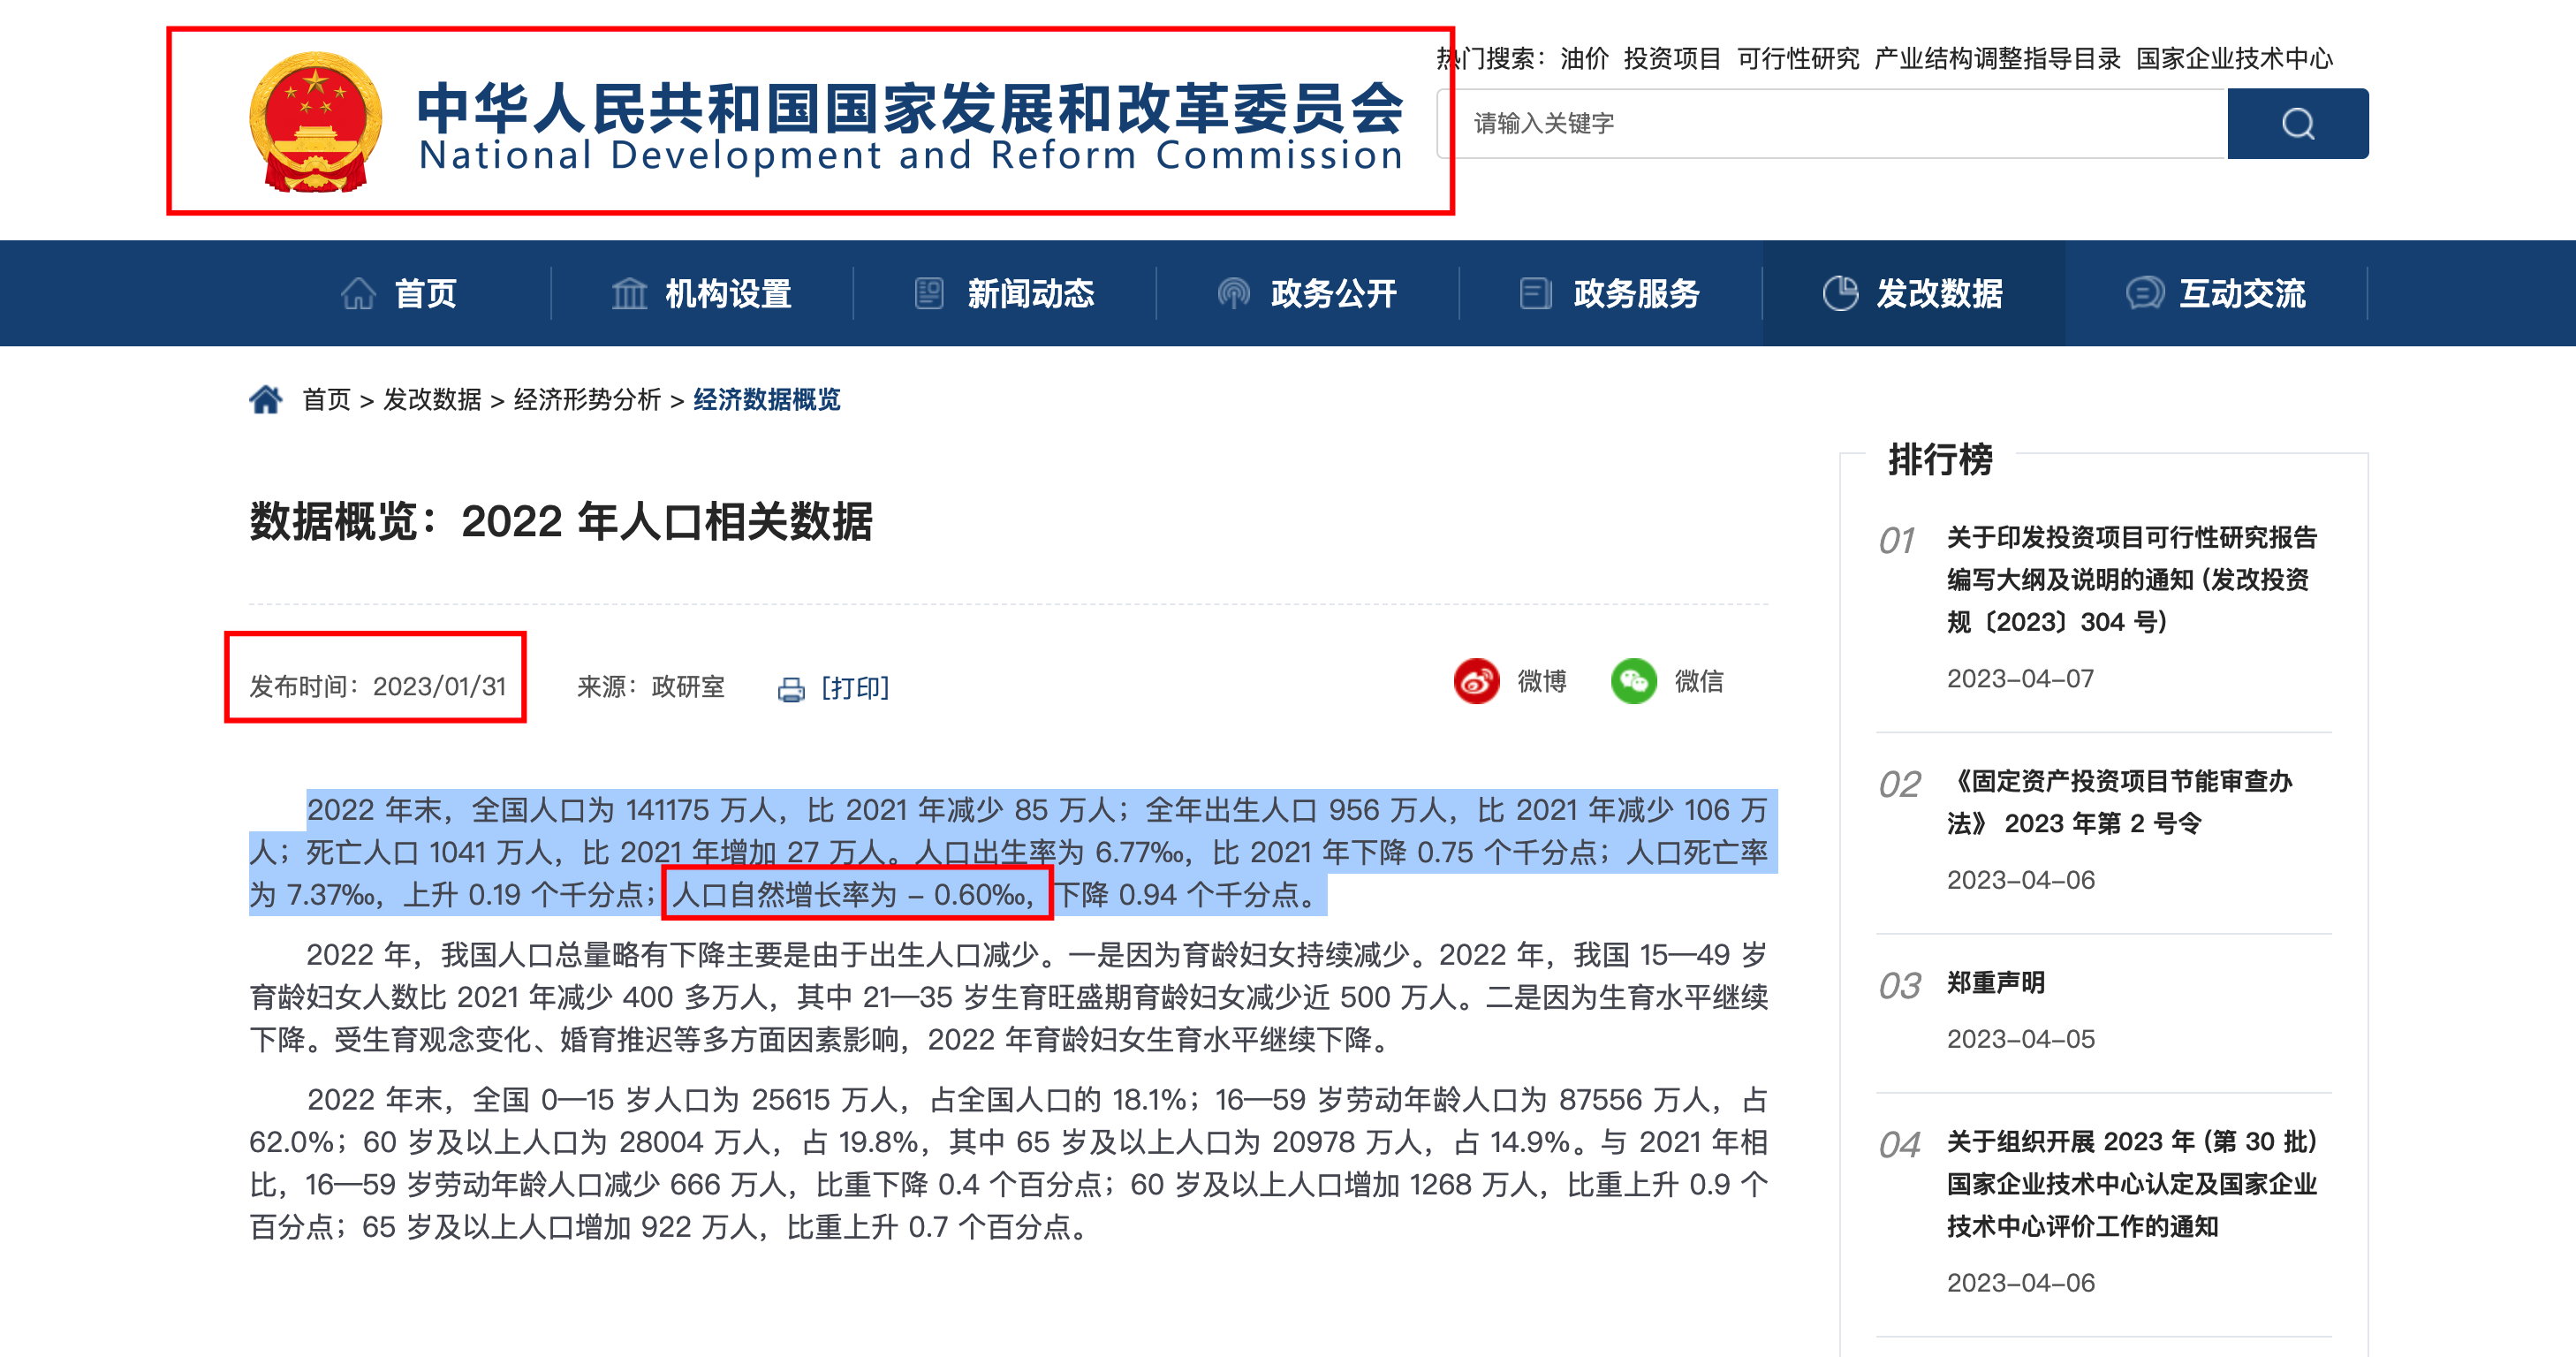 中华人民共和国国家发展和改革委员会
National Development and Reform Commission
热门搜索：油价 投资项目 可行性研究 产业结构调整指导目录 国家企业技术中心
请输入关键字
首页 机构设置 新闻动态 政务公开 政务服务 发改数据 互动交流
首页 > 发改数据 > 经济形势分析 > 经济数据概览
数据概览：2022 年人口相关数据
发布时间：2023/01/31 来源：政研室 [打印] 微博 微信
2022 年末，全国人口为 141175 万人，比 2021 年减少 85 万人；全年出生人口 956 万人，比 2021 年减少 106 万
人；死亡人口 1041 万人，比 2021 年增加 27 万人。人口出生率为 6.77‰，比 2021 年下降 0.75 个千分点；人口死亡率
为 7.37‰，上升 0.19 个千分点；人口自然增长率为 – 0.60‰，下降 0.94 个千分点。
2022 年，我国人口总量略有下降主要是由于出生人口减少。一是因为育龄妇女持续减少。2022 年，我国 15—49 岁
育龄妇女人数比 2021 年减少 400 多万人，其中 21—35 岁生育旺盛期育龄妇女减少近 500 万人。二是因为生育水平继续
下降。受生育观念变化、婚育推迟等多方面因素影响，2022 年育龄妇女生育水平继续下降。
2022 年末，全国 0—15 岁人口为 25615 万人，占全国人口的 18.1%；16—59 岁劳动年龄人口为 87556 万人，占
62.0%；60 岁及以上人口为 28004 万人，占 19.8%，其中 65 岁及以上人口为 20978 万人，占 14.9%。与 2021 年相
比，16—59 岁劳动年龄人口减少 666 万人，比重下降 0.4 个百分点；60 岁及以上人口增加 1268 万人，比重上升 0.9 个
百分点；65 岁及以上人口增加 922 万人，比重上升 0.7 个百分点。
排行榜
01 关于印发投资项目可行性研究报告
编写大纲及说明的通知 (发改投资
规〔2023〕304 号)
2023–04–07
02 《固定资产投资项目节能审查办
法》 2023 年第 2 号令
2023–04–06
03 郑重声明
2023–04–05
04 关于组织开展 2023 年 (第 30 批)
国家企业技术中心认定及国家企业
技术中心评价工作的通知
2023–04–06